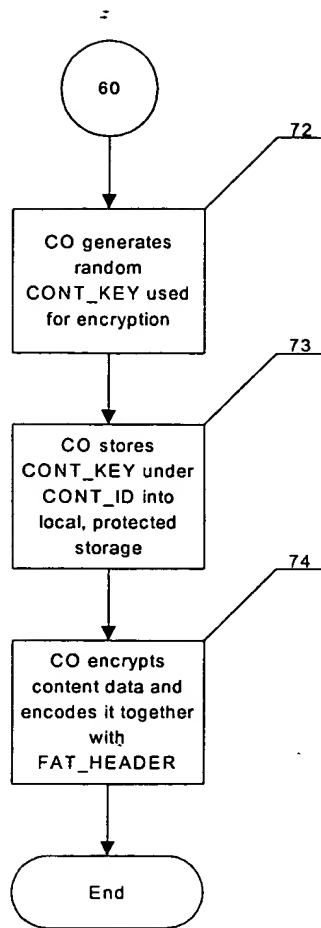 60
72
CO generates
random
CONT_KEY used
for encryption
73
CO stores
CONT_KEY under
CONT_ID into
local, protected
storage
74
CO encrypts
content data and
encodes it together
with
FAT_HEADER
End